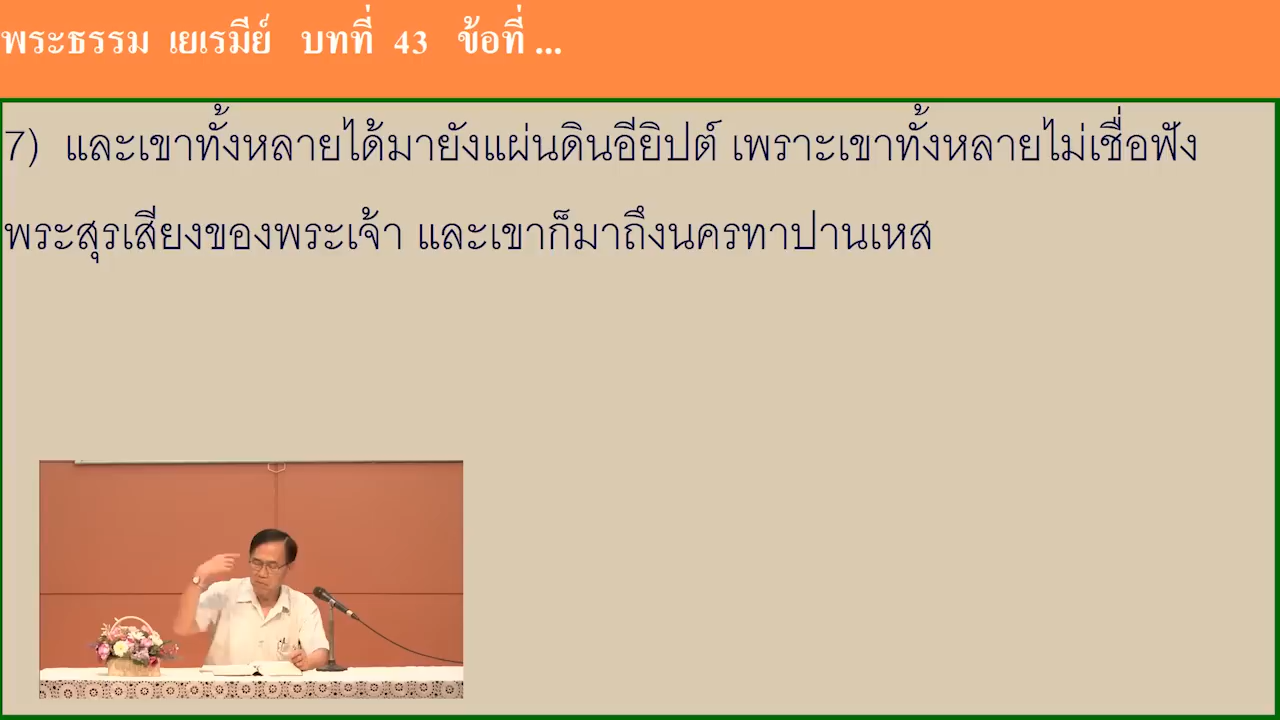 พระธรรม เยเรมีย์ บทที่ 43 ข้อที่ ...
7) และเขาทั้งหลายได้มายังแผ่นดินอียิปต์ เพราะเขาทั้งหลายไม่เชื่อฟัง
พระสุรเสียงของพระเจ้า และเขาก็มาถึงนครทาปานเหส